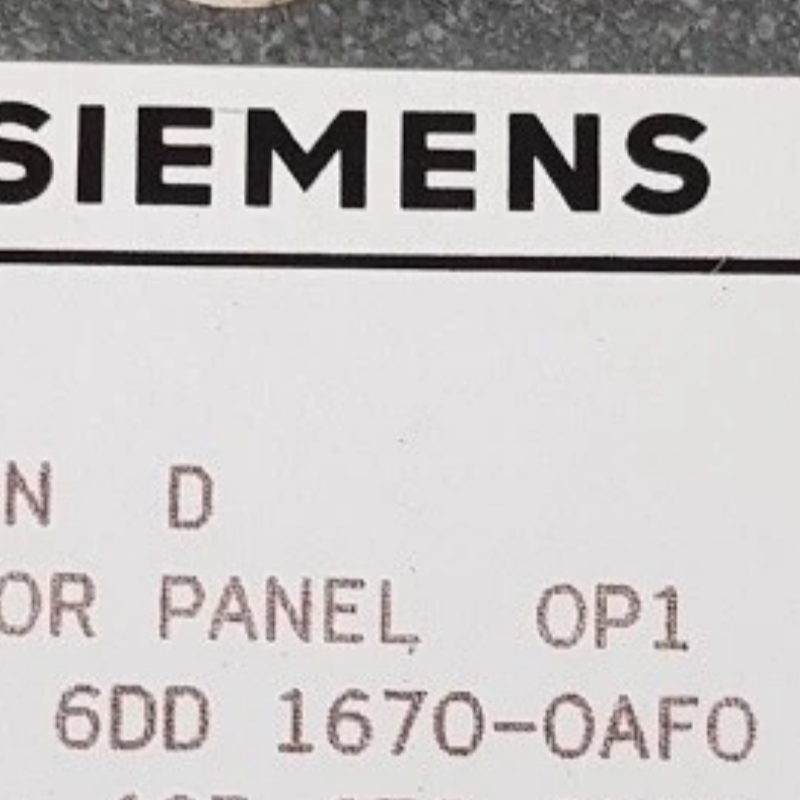 SIEMENS
N D
OR PANEL OP1
6DD 1670-0AF0